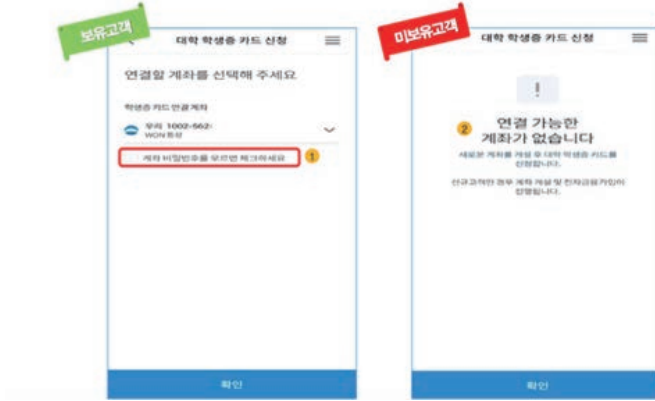 보유고객
대학 학생증 카드 신청
연결할 계좌를 선택해 주세요
학생증 카드 연결 계좌
우리 1002-562-
WON 통장
계좌 비밀번호를 모르면 체크하세요
1
확인
미보유고객
대학 학생증 카드 신청
!
2
연결 가능한
계좌가 없습니다
새로운 계좌를 개설 후 대학 학생증 카드를
신청합니다.
신규고객인 경우 계좌 개설 및 전자금융가입이
진행됩니다.
확인